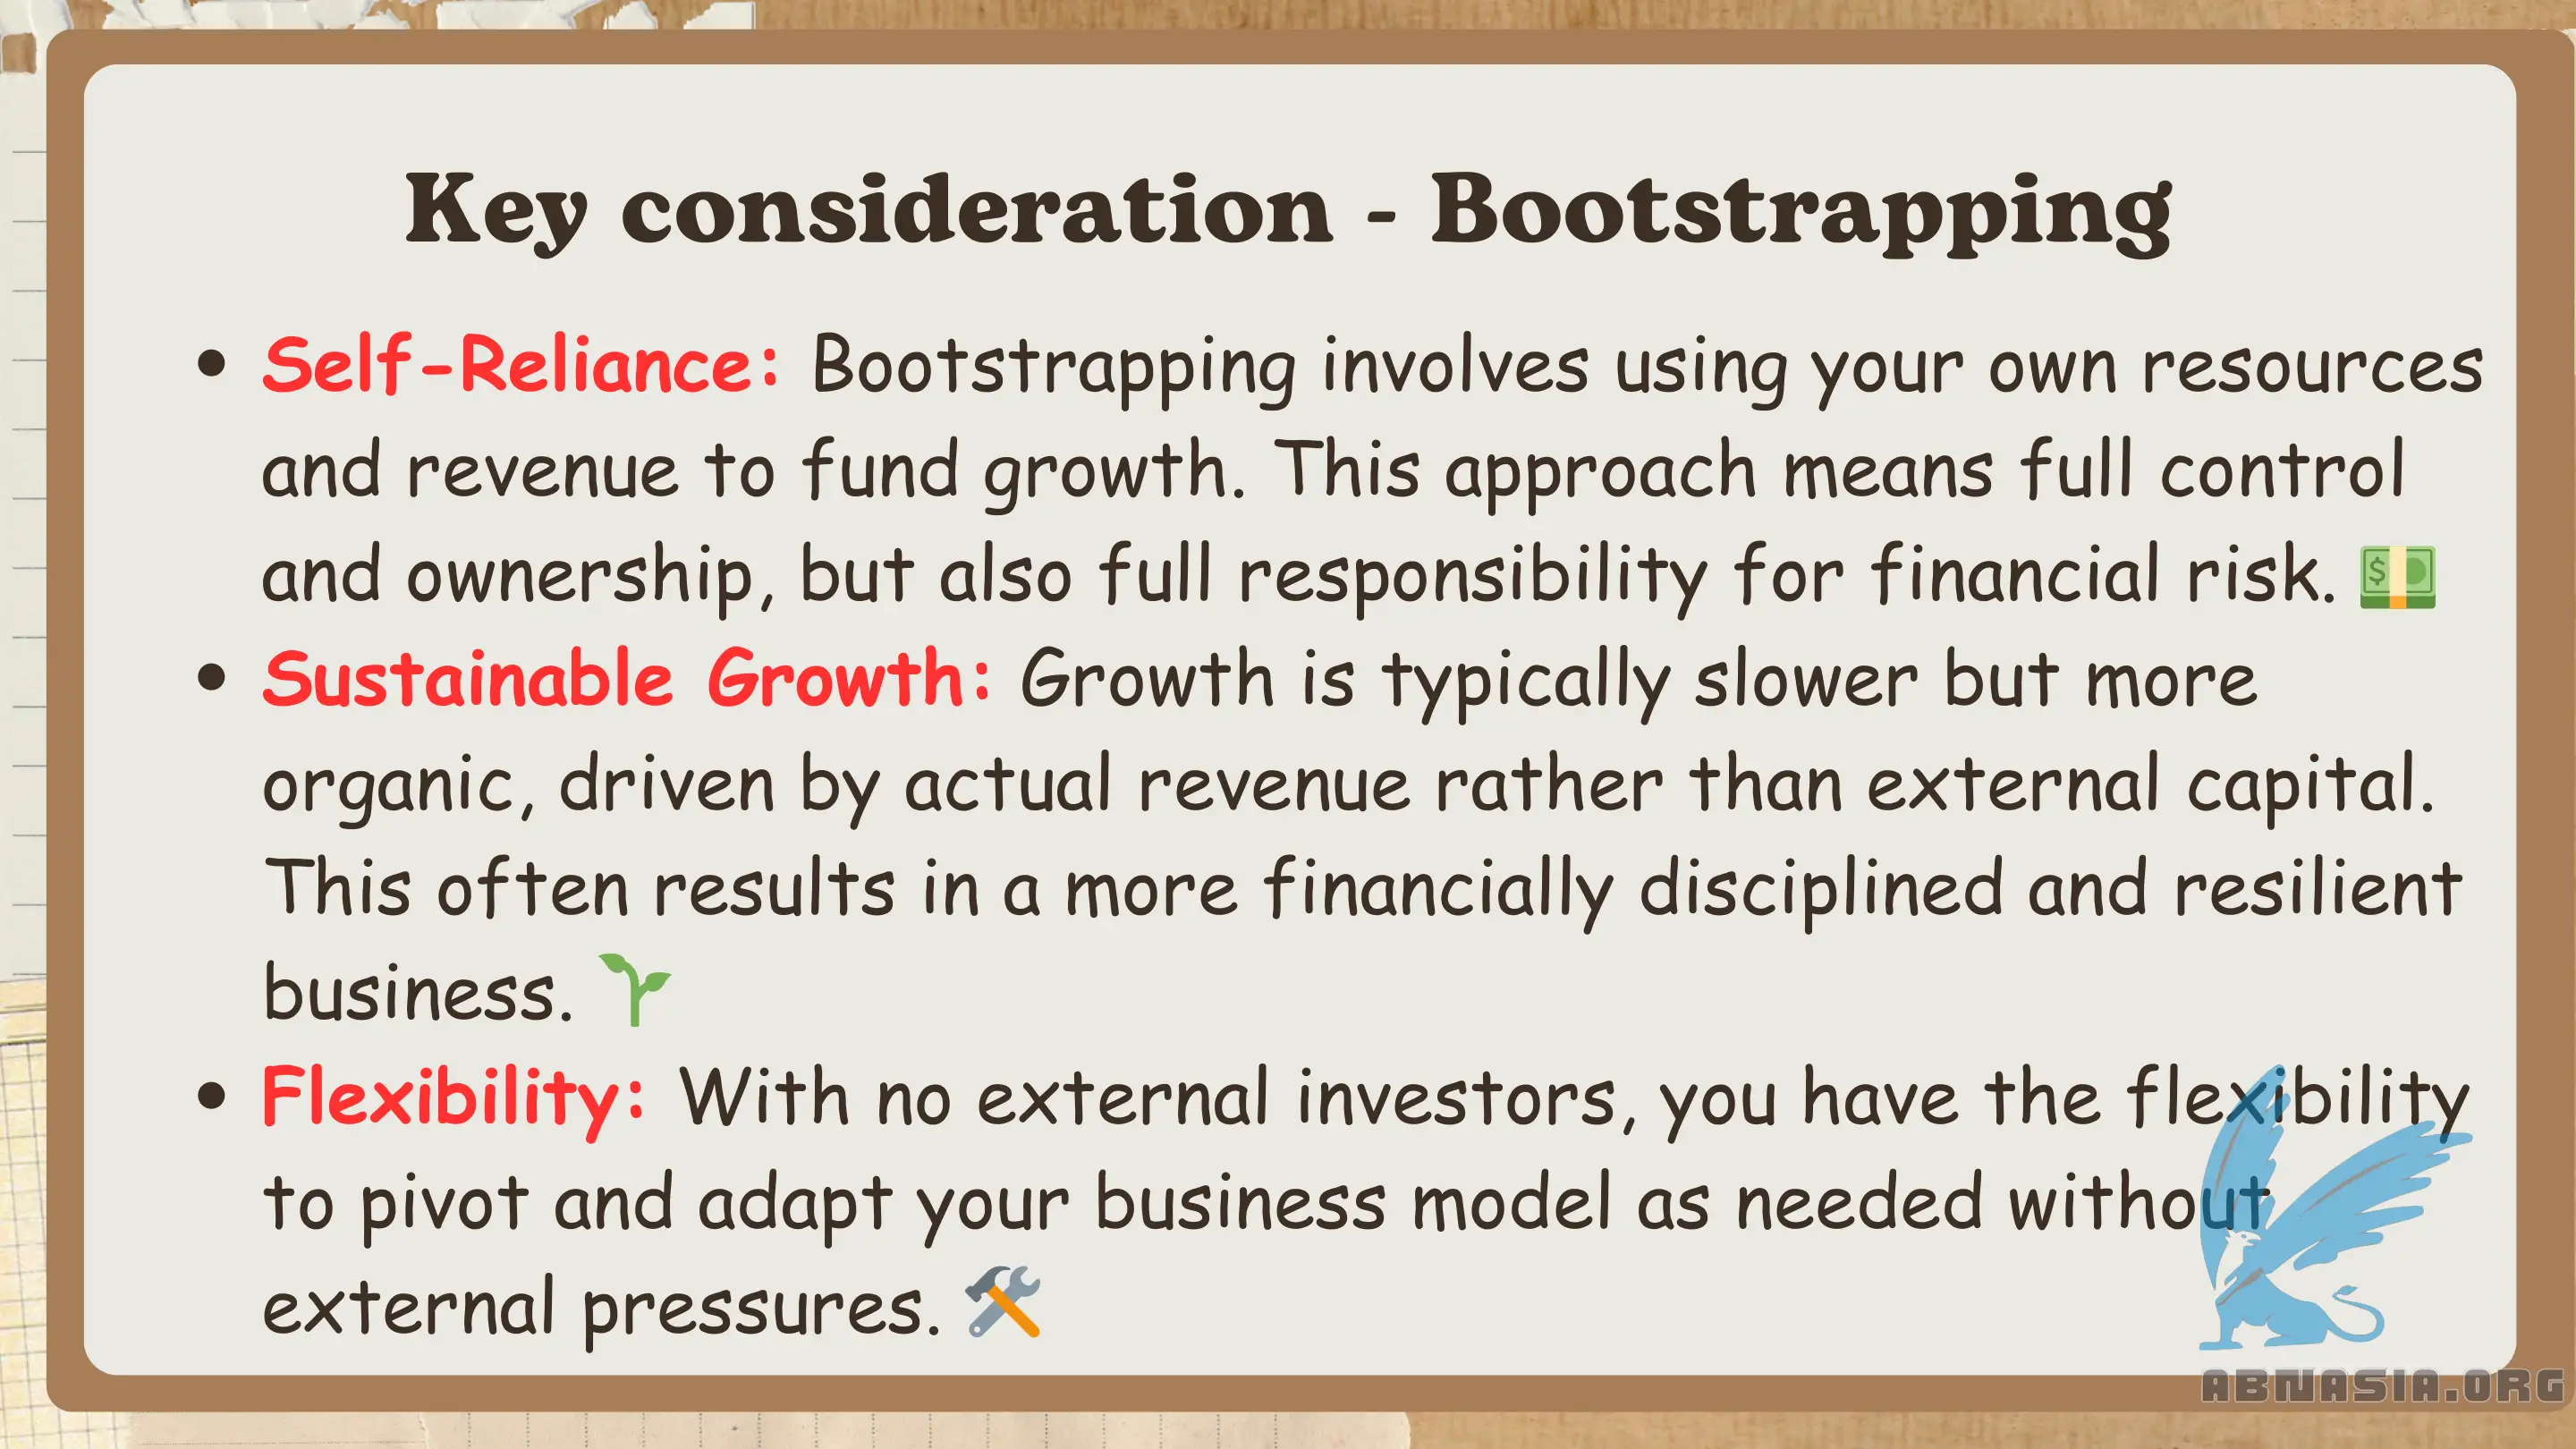 Key consideration - Bootstrapping
• Self-Reliance: Bootstrapping involves using your own resources
and revenue to fund growth. This approach means full control
and ownership, but also full responsibility for financial risk. 💵
• Sustainable Growth: Growth is typically slower but more
organic, driven by actual revenue rather than external capital.
This often results in a more financially disciplined and resilient
business. 🌱
• Flexibility: With no external investors, you have the flexibility
to pivot and adapt your business model as needed without
external pressures. 🛠️
ABNASIA.ORG